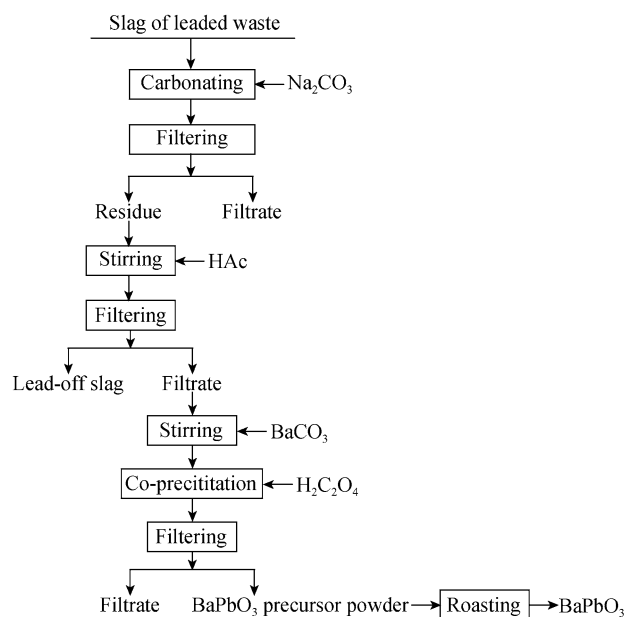 Slag of leaded waste
Carbonating
Na₂CO₃
Filtering
Residue
Filtrate
Stirring
HAc
Filtering
Lead-off slag
Filtrate
Stirring
BaCO₃
Co-precititation
H₂C₂O₄
Filtering
Filtrate
BaPbO₃ precursor powder
Roasting
BaPbO₃